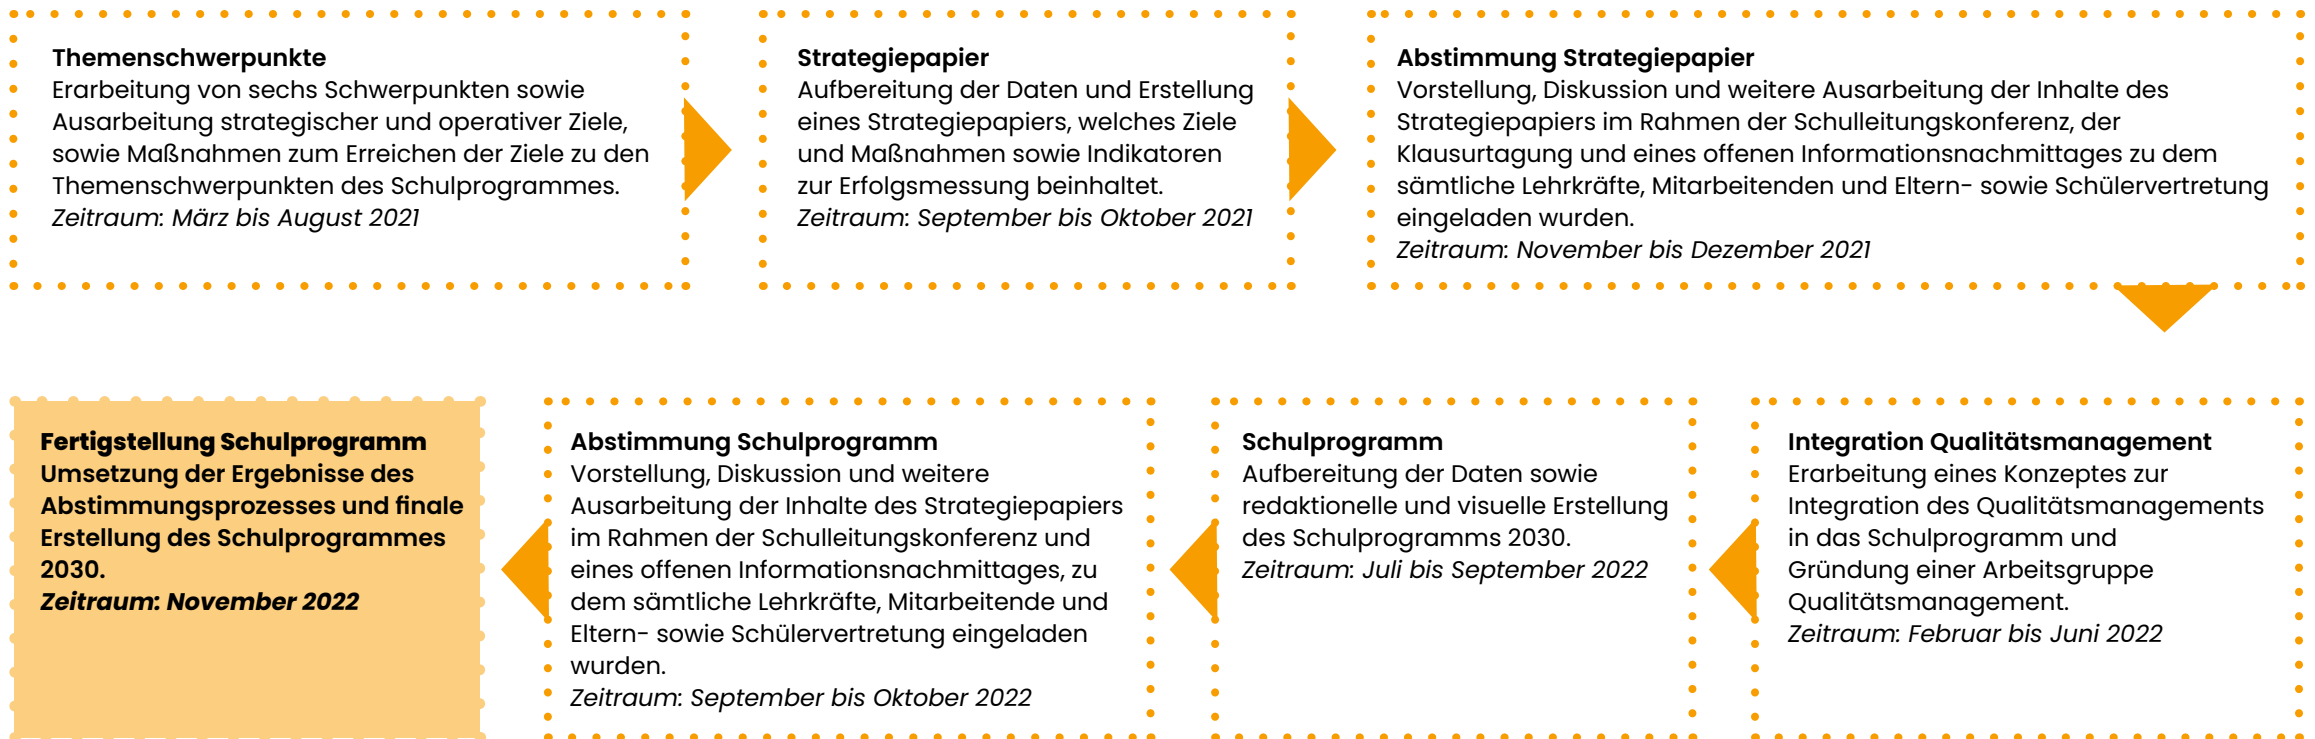 Themenschwerpunkte
Erarbeitung von sechs Schwerpunkten sowie
Ausarbeitung strategischer und operativer Ziele,
sowie Maßnahmen zum Erreichen der Ziele zu den
Themenschwerpunkten des Schulprogrammes.
Zeitraum: März bis August 2021
Strategiepapier
Aufbereitung der Daten und Erstellung
eines Strategiepapiers, welches Ziele
und Maßnahmen sowie Indikatoren
zur Erfolgsmessung beinhaltet.
Zeitraum: September bis Oktober 2021
Abstimmung Strategiepapier
Vorstellung, Diskussion und weitere Ausarbeitung der Inhalte des
Strategiepapiers im Rahmen der Schulleitungskonferenz, der
Klausurtagung und eines offenen Informationsnachmittages zu dem
sämtliche Lehrkräfte, Mitarbeitenden und Eltern- sowie Schülervertretung
eingeladen wurden.
Zeitraum: November bis Dezember 2021
Integration Qualitätsmanagement
Erarbeitung eines Konzeptes zur
Integration des Qualitätsmanagements
in das Schulprogramm und
Gründung einer Arbeitsgruppe
Qualitätsmanagement.
Zeitraum: Februar bis Juni 2022
Schulprogramm
Aufbereitung der Daten sowie
redaktionelle und visuelle Erstellung
des Schulprogramms 2030.
Zeitraum: Juli bis September 2022
Abstimmung Schulprogramm
Vorstellung, Diskussion und weitere
Ausarbeitung der Inhalte des Strategiepapiers
im Rahmen der Schulleitungskonferenz und
eines offenen Informationsnachmittages, zu
dem sämtliche Lehrkräfte, Mitarbeitende und
Eltern- sowie Schülervertretung eingeladen
wurden.
Zeitraum: September bis Oktober 2022
Fertigstellung Schulprogramm
Umsetzung der Ergebnisse des
Abstimmungsprozesses und finale
Erstellung des Schulprogrammes
2030.
Zeitraum: November 2022